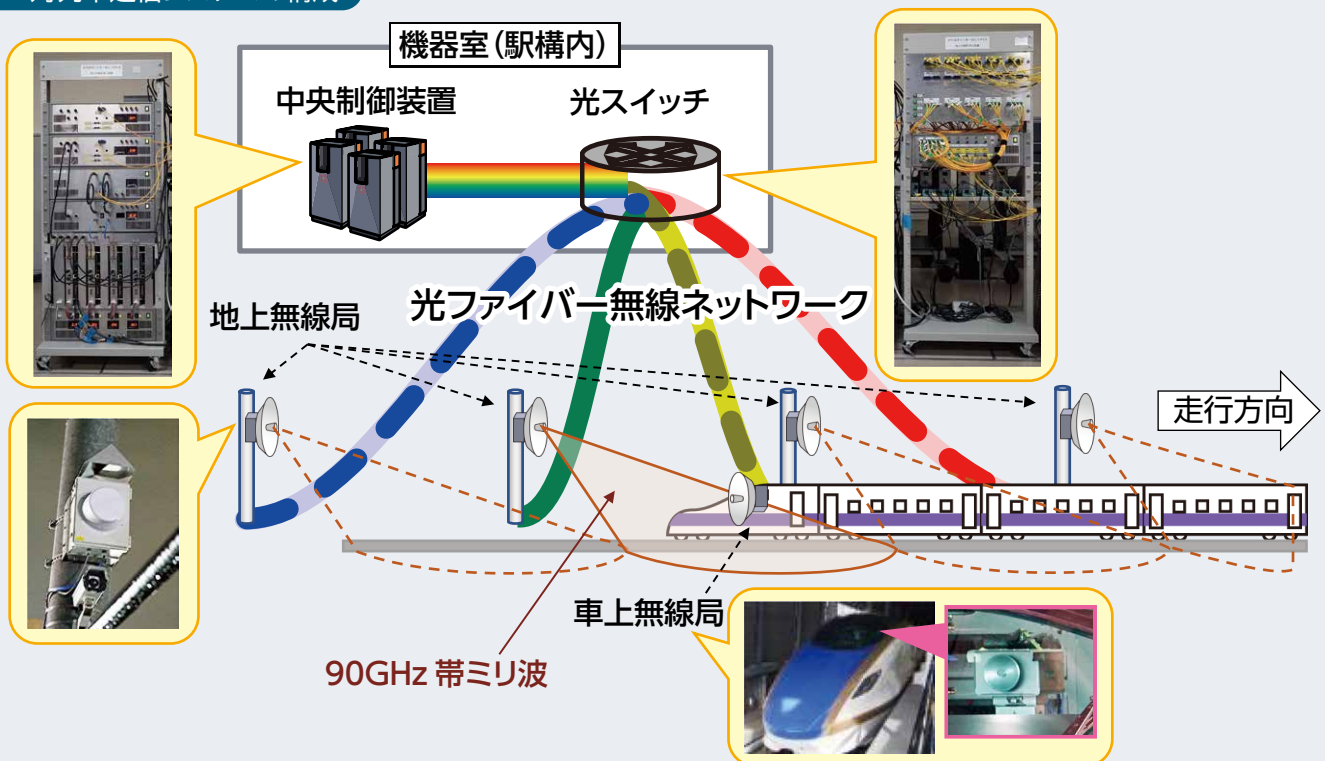 機器室(駅構内)
中央制御装置
光スイッチ
光ファイバー無線ネットワーク
地上無線局
走行方向
車上無線局
90GHz 帯ミリ波